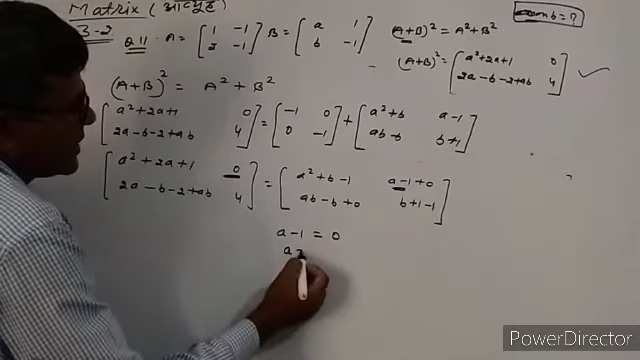 Matrix (आव्यूह)
3-2
Q.11. A = [1 -1 2 -1] B = [a 1 b -1] (A+B)² = A²+B²
b = ?
(A+B)² = [a²+2a+1 0 2a-b-2+ab 4]
(A+B)² = A² + B²
[a²+2a+1 0 2a-b-2+ab 4] = [-1 0 0 -1] + [a²+b a-1 ab-b b+1]
[a²+2a+1 0 2a-b-2+ab 4] = [a²+b-1 a-1+0 ab-b+0 b+1-1]
a-1 = 0
a =
PowerDirector